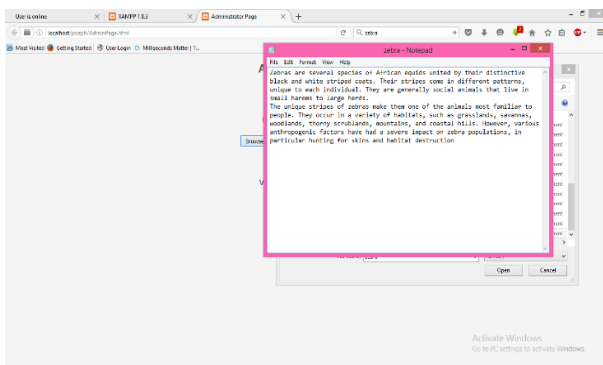 User is online
XAMPP 1.8.3
Administrator Page
localhost/joseph/AdminPage.html
zebra
Most Visited Getting Started User Login Milliseconds Matter | T...
zebra - Notepad
File Edit Format View Help
Zebras are several species of African equids united by their distinctive
black and white striped coats. Their stripes come in different patterns,
unique to each individual. They are generally social animals that live in
small harems to large herds.
The unique stripes of zebras make them one of the animals most familiar to
people. They occur in a variety of habitats, such as grasslands, savannas,
woodlands, thorny scrublands, mountains, and coastal hills. However, various
anthropogenic factors have had a severe impact on zebra populations, in
particular hunting for skins and habitat destruction
Browse
Open Cancel
Activate Windows
Go to PC settings to activate Windows.